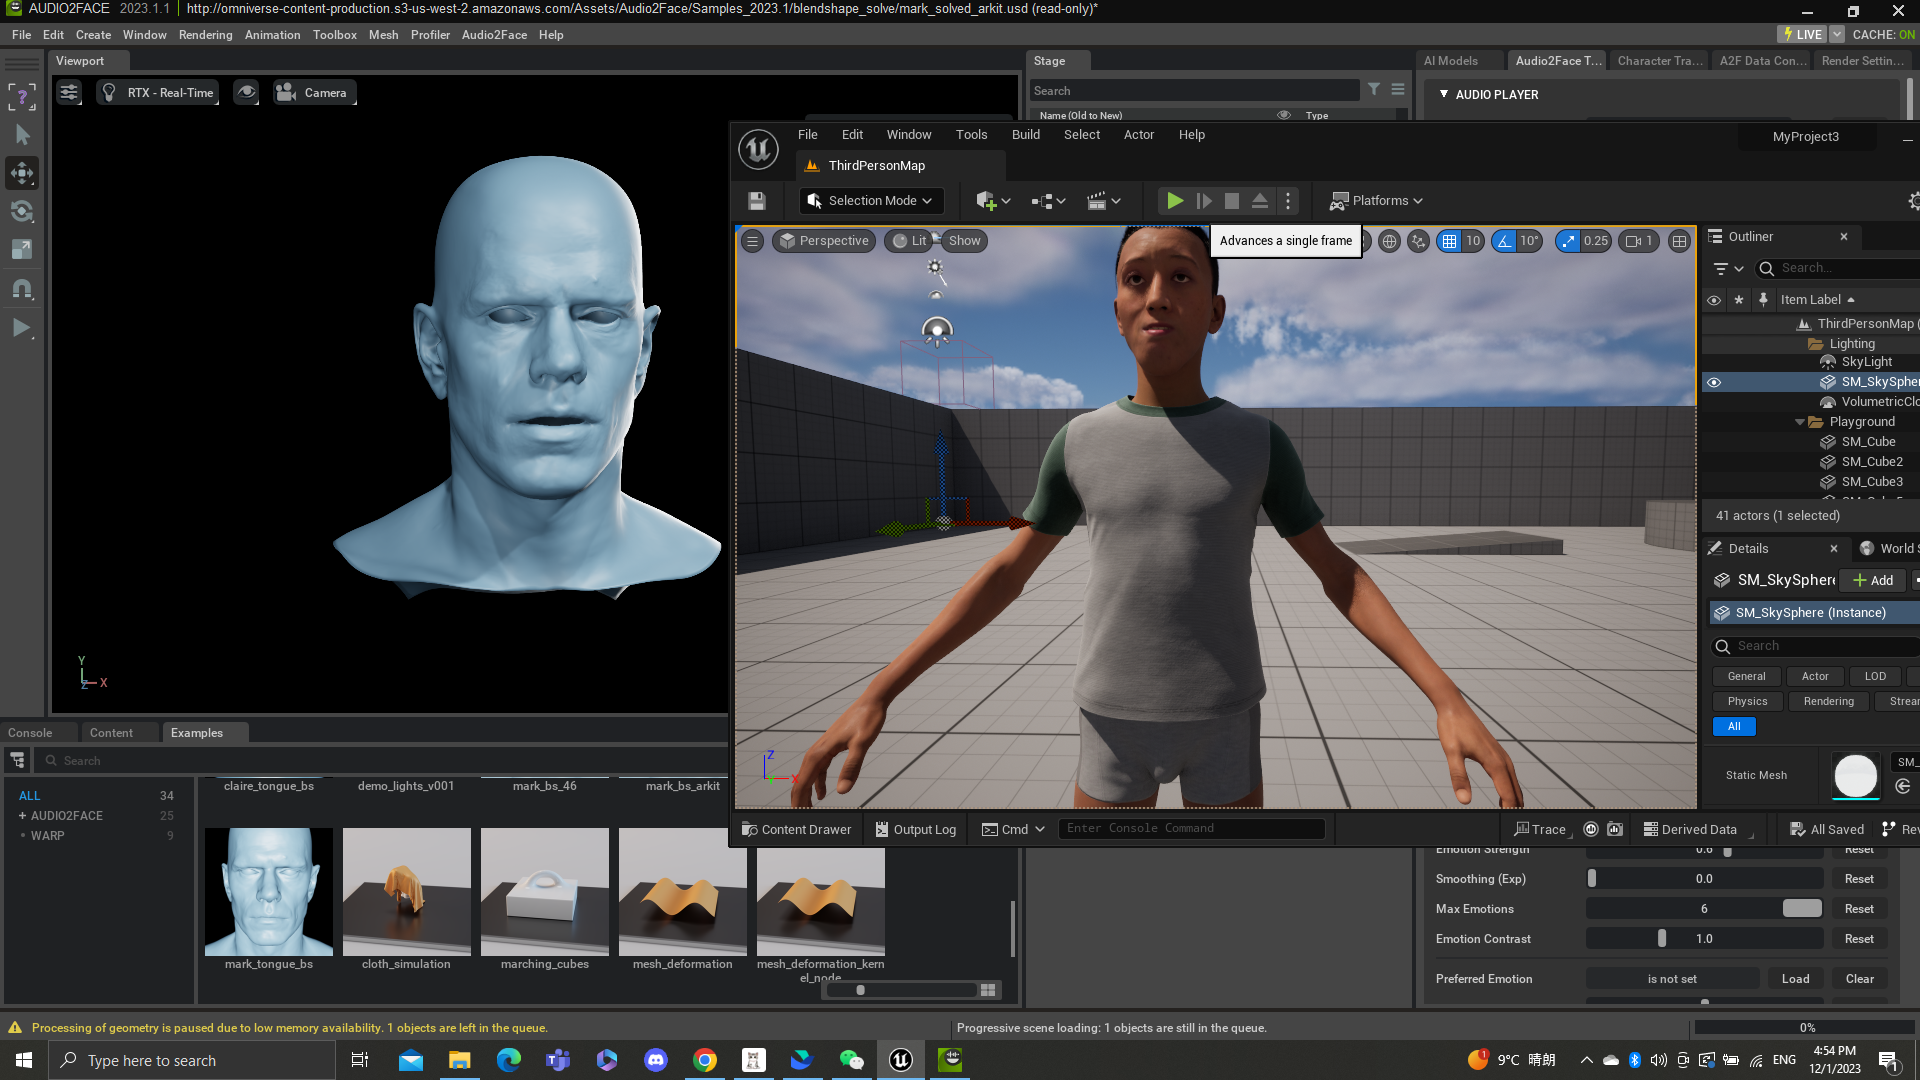 AUDIO2FACE 2023.1.1 http://omniverse-content-production.s3-us-west-2.amazonaws.com/Assets/Audio2Face/Samples_2023.1/blendshape_solve/mark_solved_arkit.usd (read-only)*
File Edit Create Window Rendering Animation Toolbox Mesh Profiler Audio2Face Help
LIVE CACHE: ON
Viewport
Stage
AI Models Audio2Face T... Character Tra... A2F Data Con... Render Settin...
RTX - Real-Time
Camera
Search
AUDIO PLAYER
Name (Old to New) Type
File Edit Window Tools Build Select Actor Help
MyProject3
ThirdPersonMap
Selection Mode
Platforms
Perspective Lit Show
Advances a single frame
10 10° 0.25 1
Outliner
Search...
Item Label
ThirdPersonMap (
Lighting
SkyLight
SM_SkySpher
VolumetricClo
Playground
SM_Cube
SM_Cube2
SM_Cube3
41 actors (1 selected)
Details World S
SM_SkySphere Add
SM_SkySphere (Instance)
Search
General Actor LOD
Physics Rendering Strea
All
Static Mesh SM_
Y
Z X
Z
X
Console Content Examples
Search
ALL 34
+ AUDIO2FACE 25
WARP 9
claire_tongue_bs demo_lights_v001 mark_bs_46 mark_bs_arkit
mark_tongue_bs cloth_simulation marching_cubes mesh_deformation mesh_deformation_kern
el_node
Content Drawer Output Log Cmd Enter Console Command Trace Derived Data All Saved Rev
Emotion Strength 0.6 Reset
Smoothing (Exp) 0.0 Reset
Max Emotions 6 Reset
Emotion Contrast 1.0 Reset
Preferred Emotion is not set Load Clear
Processing of geometry is paused due to low memory availability. 1 objects are left in the queue.
Progressive scene loading: 1 objects are still in the queue.
0%
Type here to search
1
9°C 晴朗
ENG
4:54 PM
12/1/2023
1